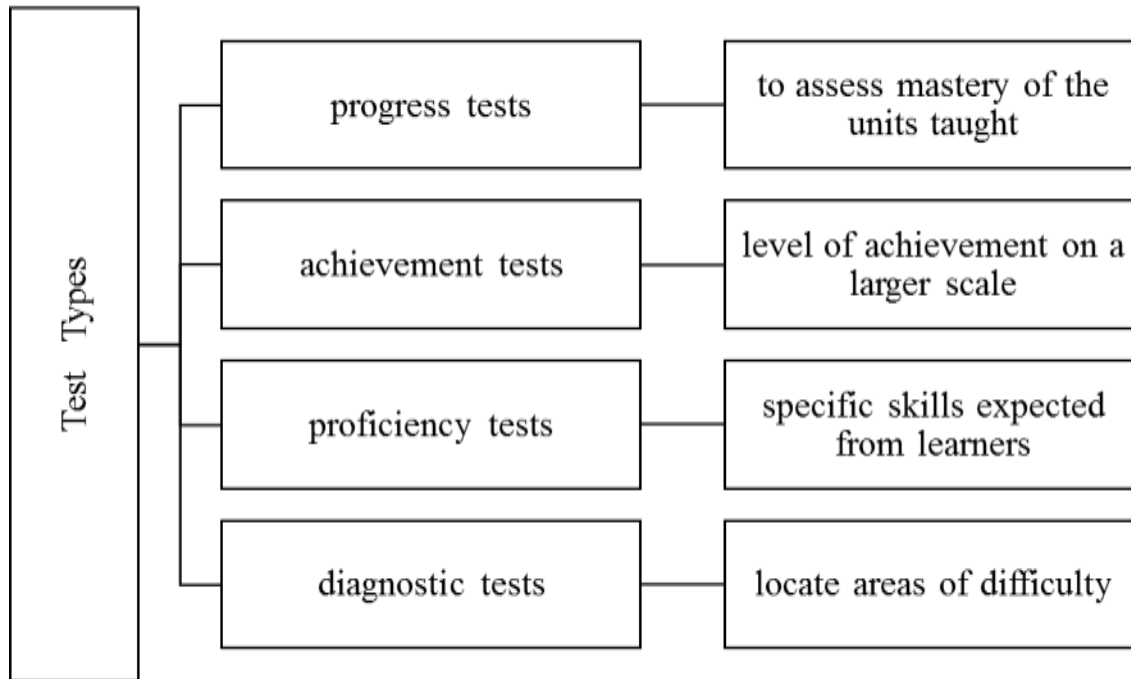 Test Types
progress tests
to assess mastery of the
units taught
achievement tests
level of achievement on a
larger scale
proficiency tests
specific skills expected
from learners
diagnostic tests
locate areas of difficulty